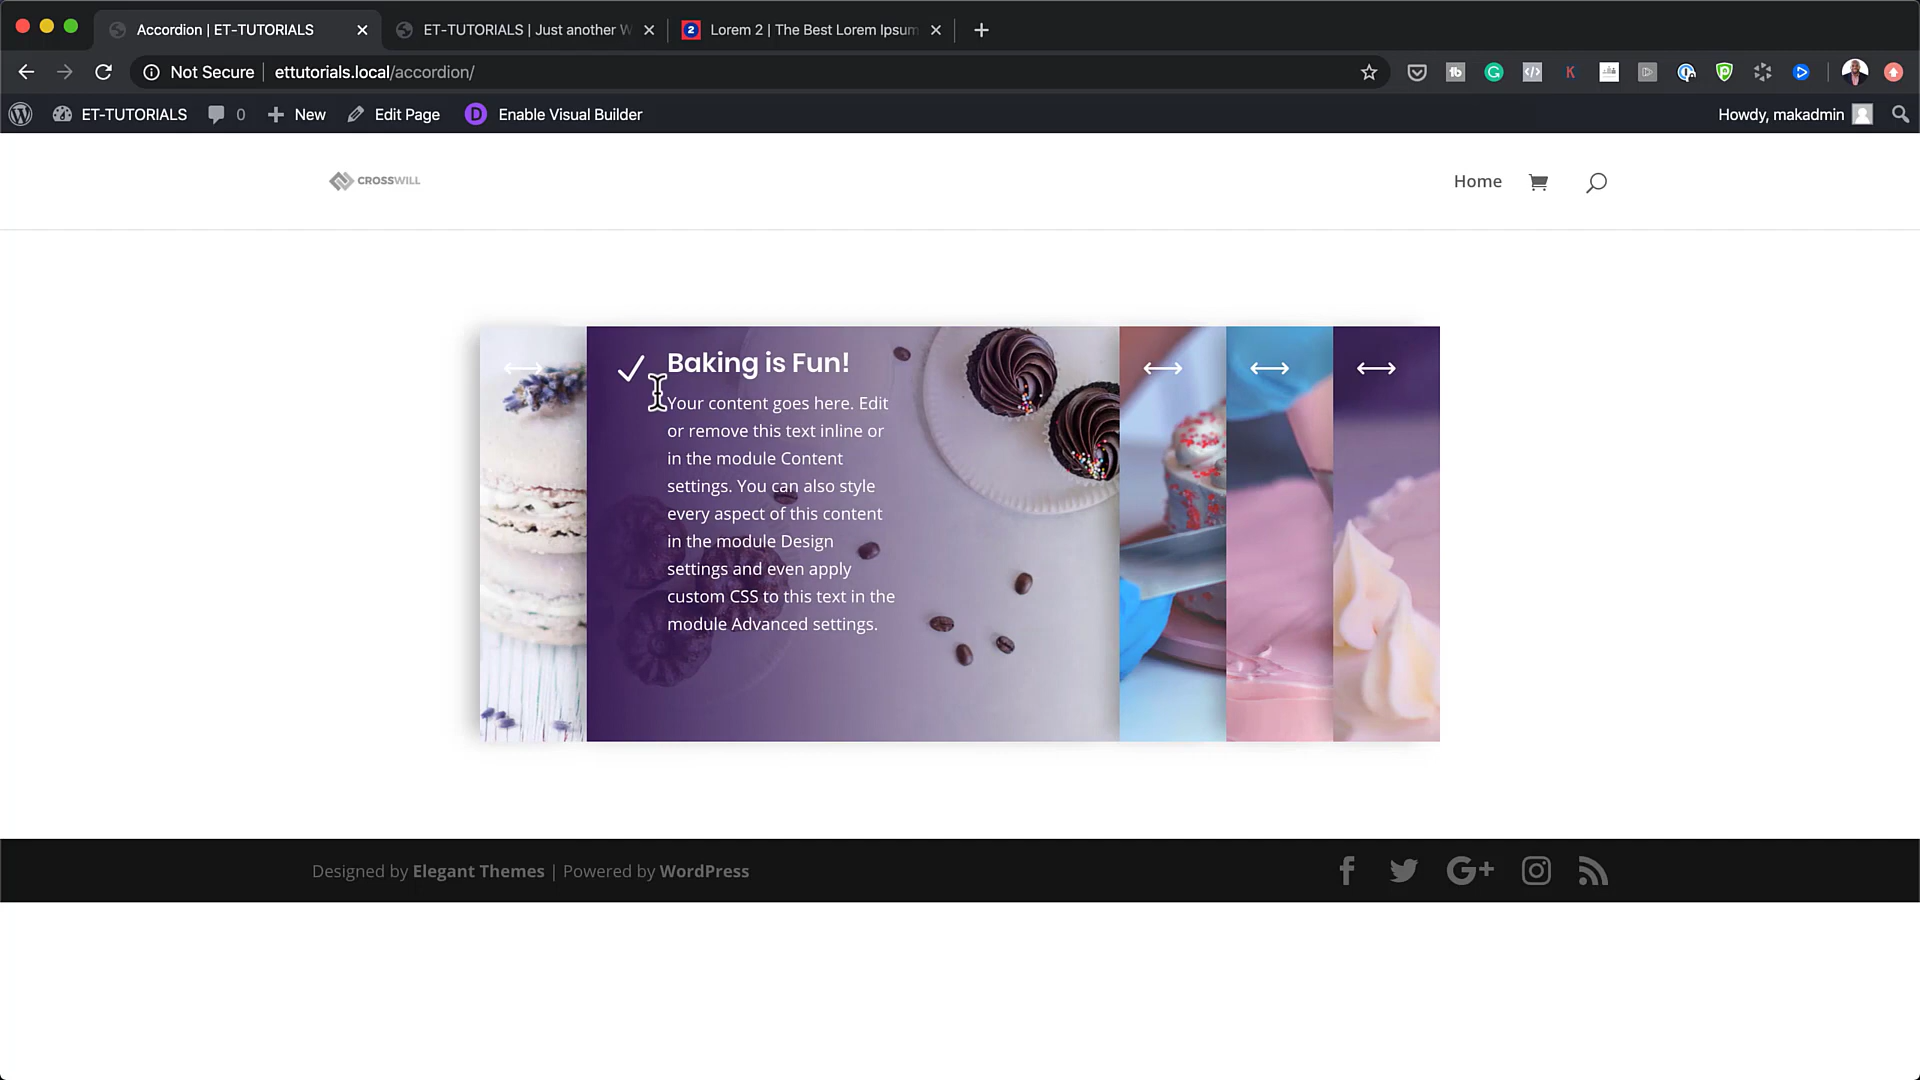 Accordion | ET-TUTORIALS
ET-TUTORIALS | Just another W
Lorem 2 | The Best Lorem Ipsum
Not Secure
ettutorials.local/accordion/
ET-TUTORIALS
0
New
Edit Page
D
Enable Visual Builder
Howdy, makadmin
CROSSWILL
Home
Baking is Fun!
Your content goes here. Edit
or remove this text inline or
in the module Content
settings. You can also style
every aspect of this content
in the module Design
settings and even apply
custom CSS to this text in the
module Advanced settings.
Designed by Elegant Themes | Powered by WordPress